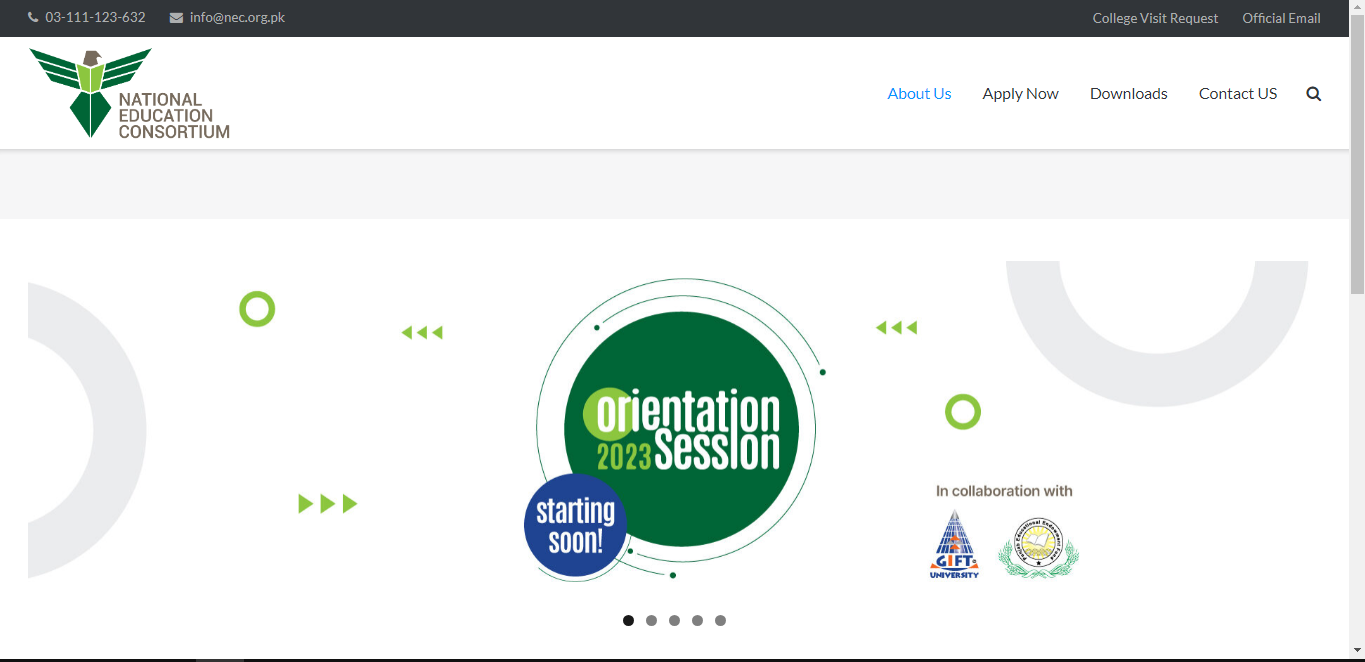 03-111-123-632 info@nec.org.pk College Visit Request Official Email
NATIONAL
EDUCATION
CONSORTIUM
About Us Apply Now Downloads Contact US
orientation
2023 Session
starting
soon!
In collaboration with
GIFT
UNIVERSITY